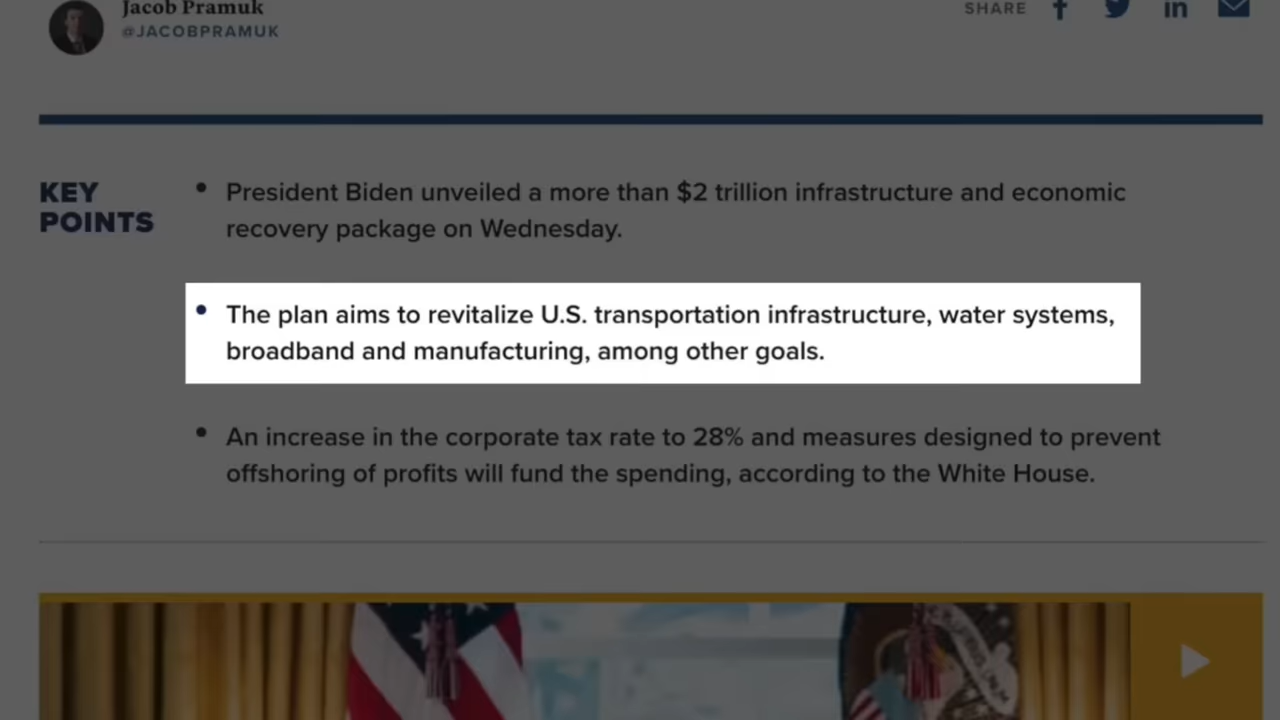 Jacob Pramuk
@JACOBPRAMUK
SHARE
KEY
POINTS
• President Biden unveiled a more than $2 trillion infrastructure and economic
recovery package on Wednesday.
• The plan aims to revitalize U.S. transportation infrastructure, water systems,
broadband and manufacturing, among other goals.
• An increase in the corporate tax rate to 28% and measures designed to prevent
offshoring of profits will fund the spending, according to the White House.